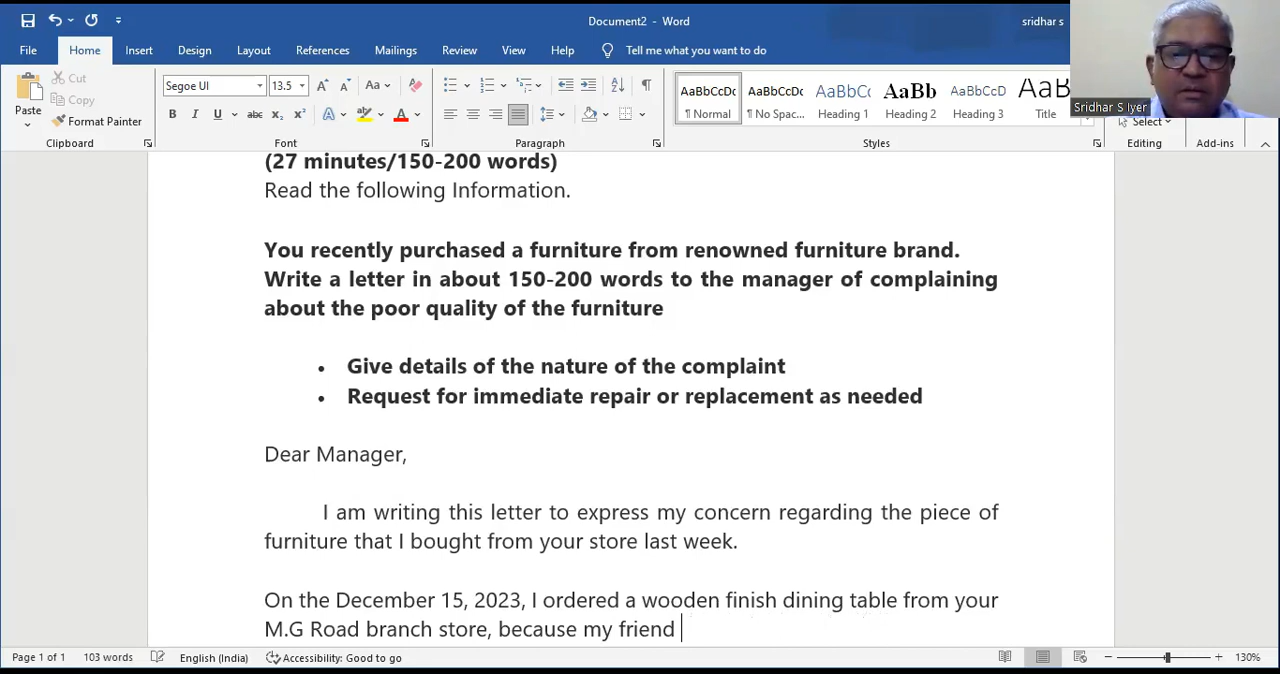 Document2 - Word
sridhar s
File Home Insert Design Layout References Mailings Review View Help Tell me what you want to do
Paste
Cut
Copy
Format Painter
Clipboard
Segoe UI 13.5
Font
Paragraph
AaBbCcDc AaBbCcDc AaBbCc AaBb AaBbCcD AaB
¶ Normal ¶ No Spac... Heading 1 Heading 2 Heading 3 Title
Styles
Select
Editing
Add-ins
Sridhar S Iyer
(27 minutes/150-200 words)
Read the following Information.
You recently purchased a furniture from renowned furniture brand.
Write a letter in about 150-200 words to the manager of complaining
about the poor quality of the furniture
• Give details of the nature of the complaint
• Request for immediate repair or replacement as needed
Dear Manager,
I am writing this letter to express my concern regarding the piece of
furniture that I bought from your store last week.
On the December 15, 2023, I ordered a wooden finish dining table from your
M.G Road branch store, because my friend
Page 1 of 1 103 words English (India) Accessibility: Good to go 130%